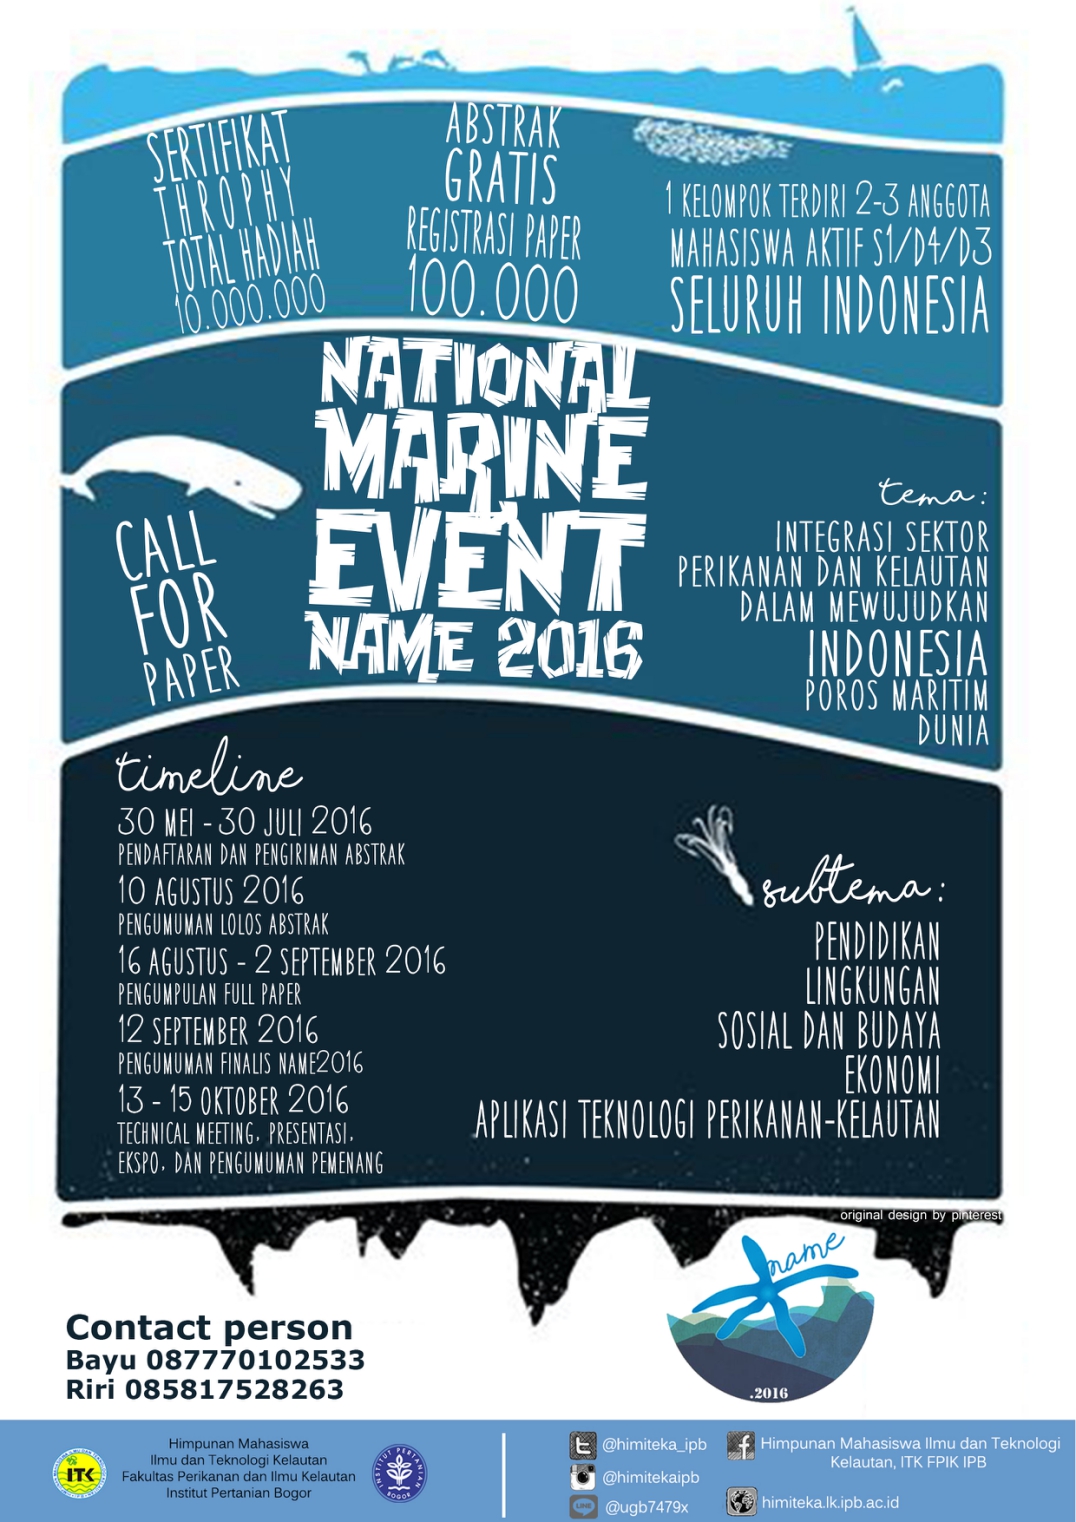 SERTIFIKAT
THROPHY
TOTAL HADIAH
10.000.000
ABSTRAK
GRATIS
REGISTRASI PAPER
100.000
1 KELOMPOK TERDIRI 2-3 ANGGOTA
MAHASISWA AKTIF S1/D4/D3
SELURUH INDONESIA
NATIONAL
MARINE
EVENT
NAME 2016
CALL
FOR
PAPER
tema:
INTEGRASI SEKTOR
PERIKANAN DAN KELAUTAN
DALAM MEWUJUDKAN
INDONESIA
POROS MARITIM
DUNIA
timeline
30 MEI - 30 JULI 2016
PENDAFTARAN DAN PENGIRIMAN ABSTRAK
10 AGUSTUS 2016
PENGUMUMAN LOLOS ABSTRAK
16 AGUSTUS - 2 SEPTEMBER 2016
PENGUMPULAN FULL PAPER
12 SEPTEMBER 2016
PENGUMUMAN FINALIS NAME2016
13 - 15 OKTOBER 2016
TECHNICAL MEETING, PRESENTASI,
EKSPO, DAN PENGUMUMAN PEMENANG
subtema:
PENDIDIKAN
LINGKUNGAN
SOSIAL DAN BUDAYA
EKONOMI
APLIKASI TEKNOLOGI PERIKANAN-KELAUTAN
original design by pinterest
name
.2016
Contact person
Bayu 087770102533
Riri 085817528263
ITK
Himpunan Mahasiswa
Ilmu dan Teknologi Kelautan
Fakultas Perikanan dan Ilmu Kelautan
Institut Pertanian Bogor
INSTITUT PERTANIAN
BOGOR
@himiteka_ipb
@himitekaipb
LINE
@ugb7479x
Himpunan Mahasiswa Ilmu dan Teknologi
Kelautan, ITK FPIK IPB
himiteka.lk.ipb.ac.id